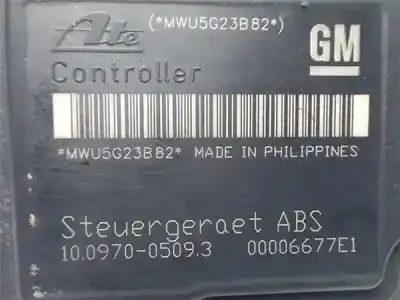 Ate (*MWU5G23B82*)
GM
Controller
*MWU5G23B82* MADE IN PHILIPPINES
Steuergeraet ABS
10.0970-0509.3 00006677E1